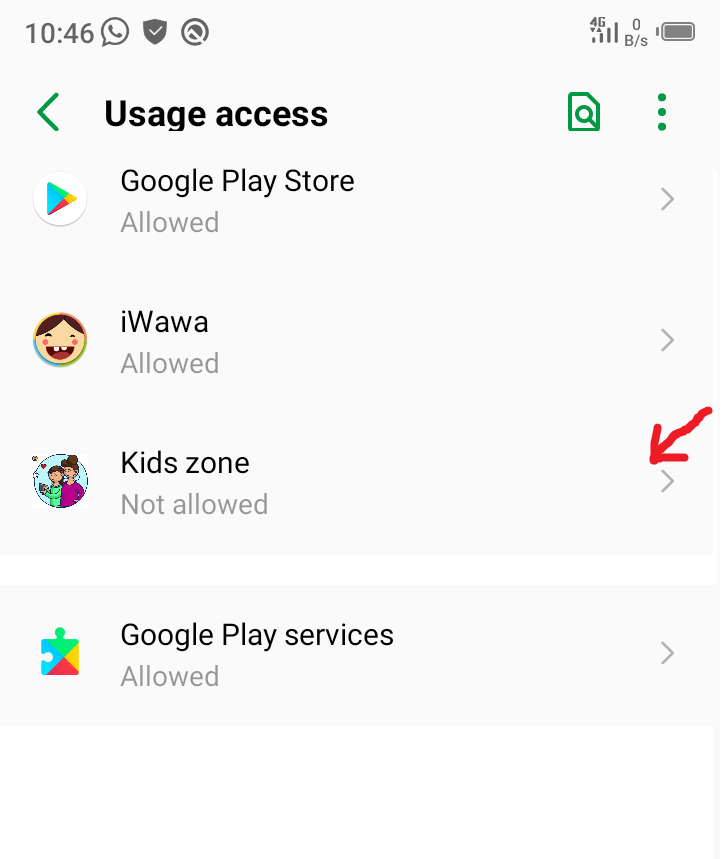 10:46 4G 0 B/s
Usage access
Google Play Store
Allowed
iWawa
Allowed
Kids zone
Not allowed
Google Play services
Allowed